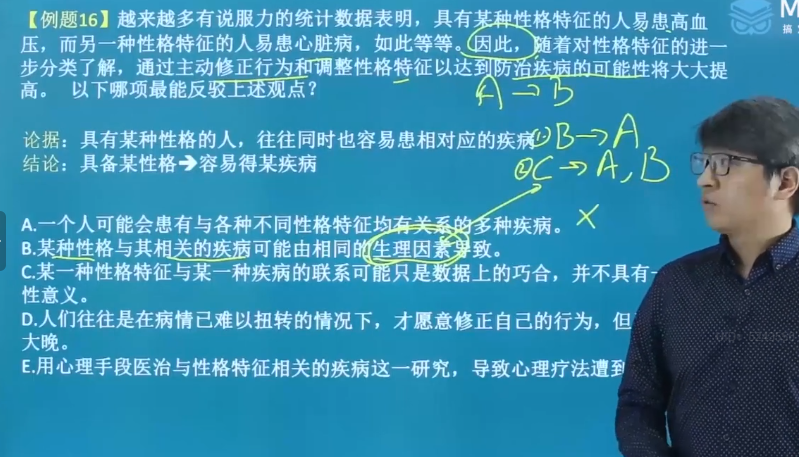 【例题16】越来越多有说服力的统计数据表明，具有某种性格特征的人易患高血
压，而另一种性格特征的人易患心脏病，如此等等。因此，随着对性格特征的进一
步分类了解，通过主动修正行为和调整性格特征以达到防治疾病的可能性将大大提
高。 以下哪项最能反驳上述观点？
A→B
论据：具有某种性格的人，往往同时也容易患相对应的疾病
①B→A
结论：具备某性格→容易得某疾病
②C→A,B
A.一个人可能会患有与各种不同性格特征均有关系的多种疾病。 ×
B.某种性格与其相关的疾病可能由相同的生理因素导致。
C.某一种性格特征与某一种疾病的联系可能只是数据上的巧合，并不具有
性意义。
D.人们往往是在病情已难以扭转的情况下，才愿意修正自己的行为，但
大晚。
E.用心理手段医治与性格特征相关的疾病这一研究，导致心理疗法遭到
M